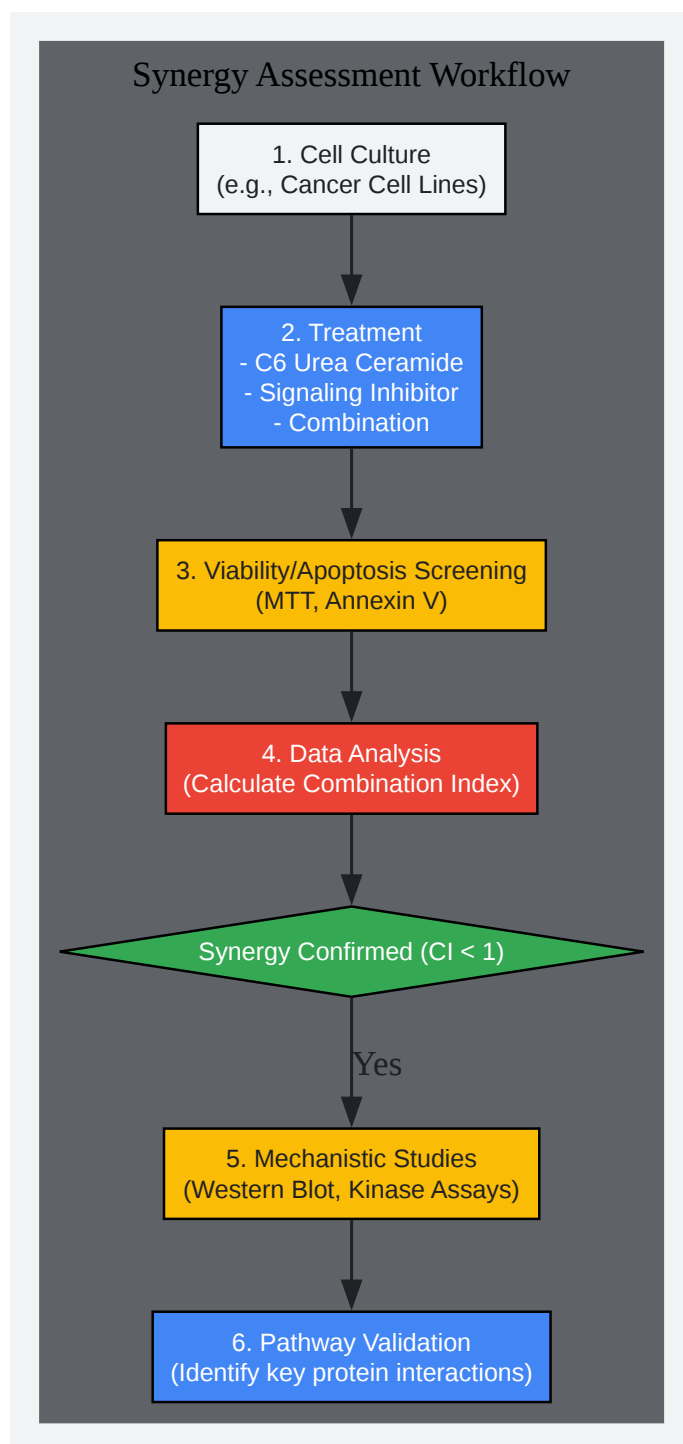 Synergy Assessment Workflow
1. Cell Culture
(e.g., Cancer Cell Lines)
2. Treatment
- C6 Urea Ceramide
- Signaling Inhibitor
- Combination
3. Viability/Apoptosis Screening
(MTT, Annexin V)
4. Data Analysis
(Calculate Combination Index)
Synergy Confirmed (CI < 1)
Yes
5. Mechanistic Studies
(Western Blot, Kinase Assays)
6. Pathway Validation
(Identify key protein interactions)